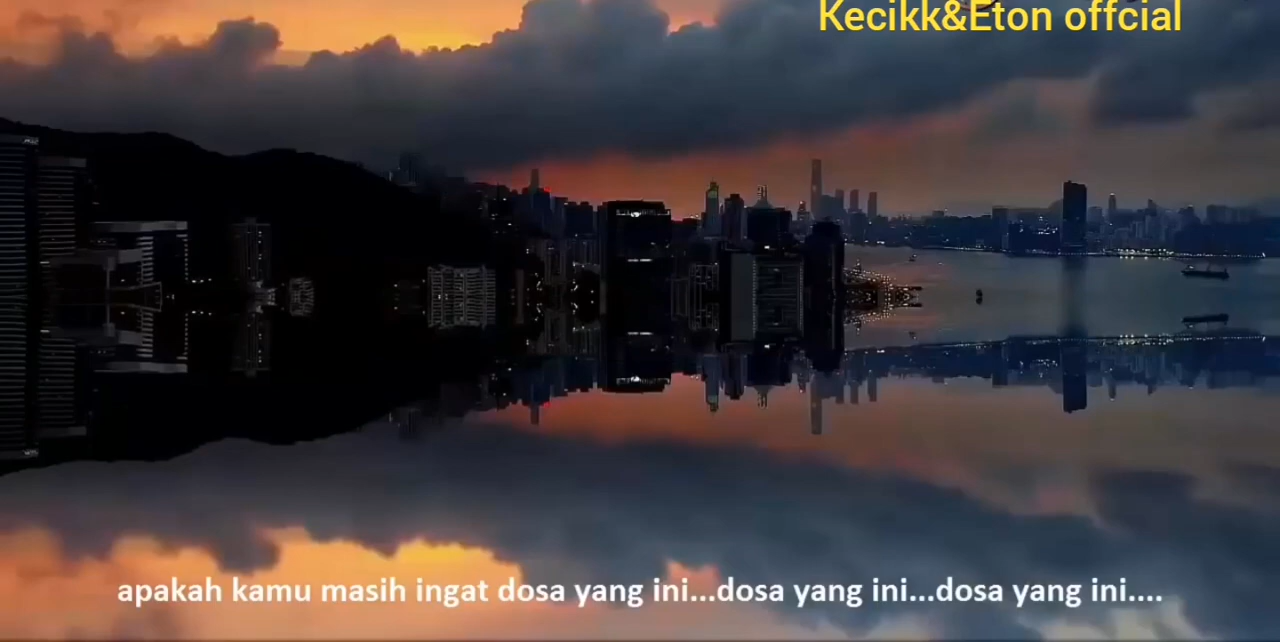 Kecikk&Eton offcial
apakah kamu masih ingat dosa yang ini...dosa yang ini...dosa yang ini....